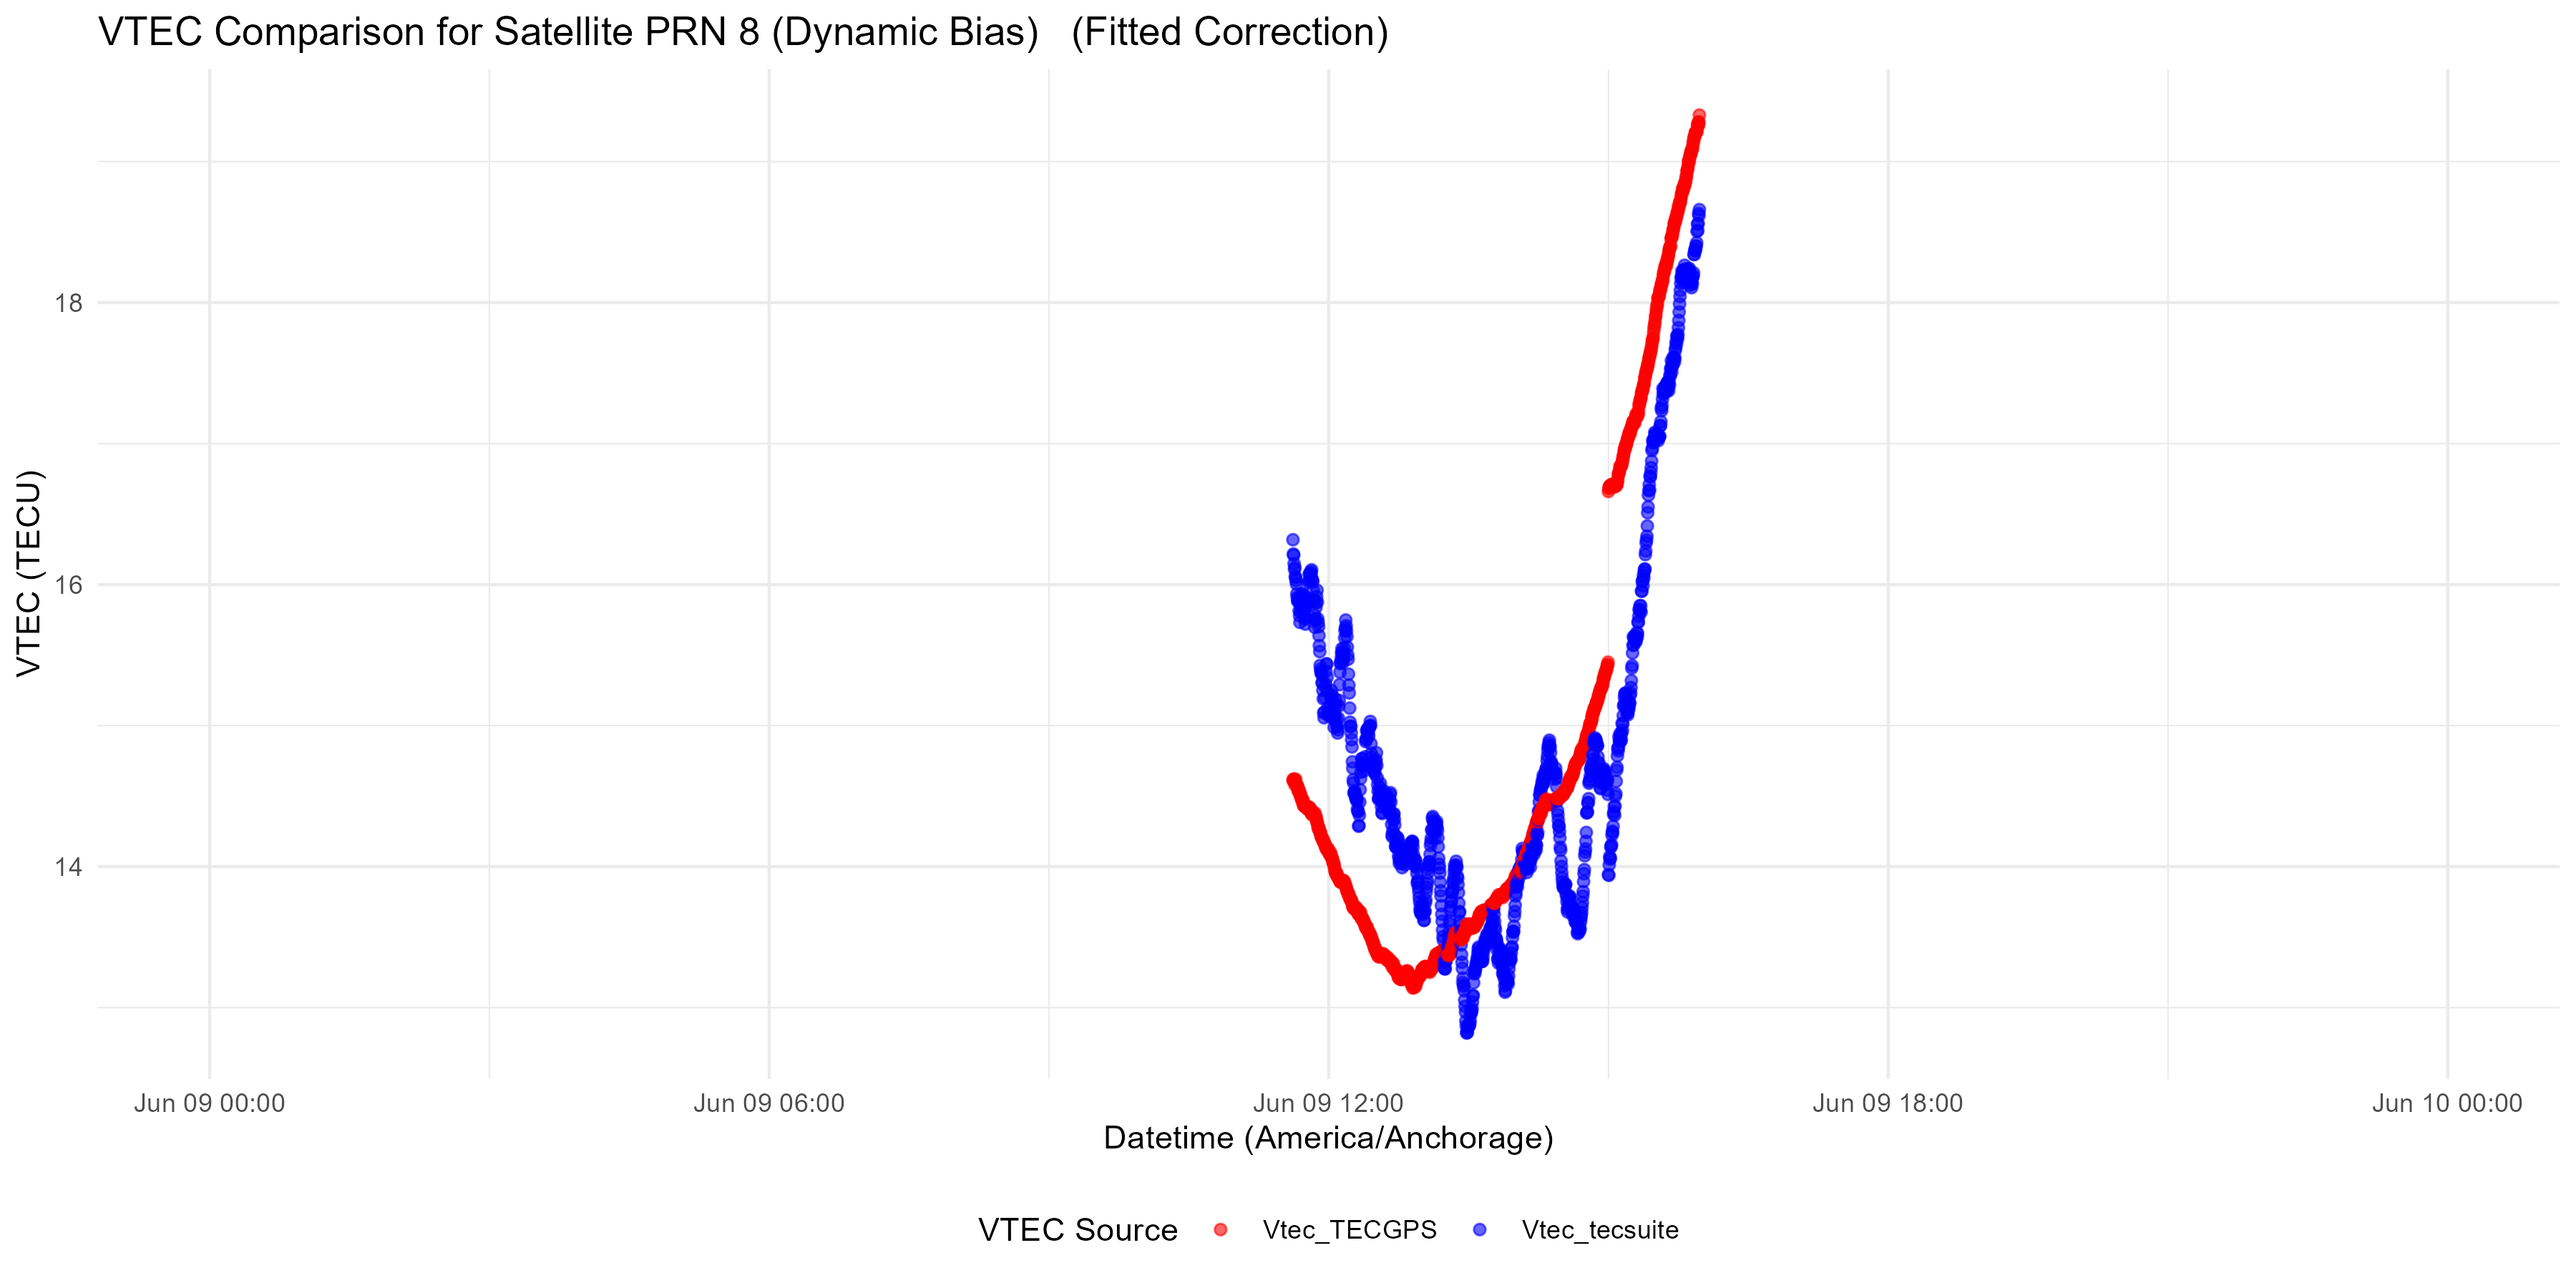 VTEC Comparison for Satellite PRN 8 (Dynamic Bias)   (Fitted Correction)
VTEC (TECU)
18
16
14
Jun 09 00:00
Jun 09 06:00
Jun 09 12:00
Jun 09 18:00
Jun 10 00:00
Datetime (America/Anchorage)
VTEC Source
Vtec_TECGPS
Vtec_tecsuite